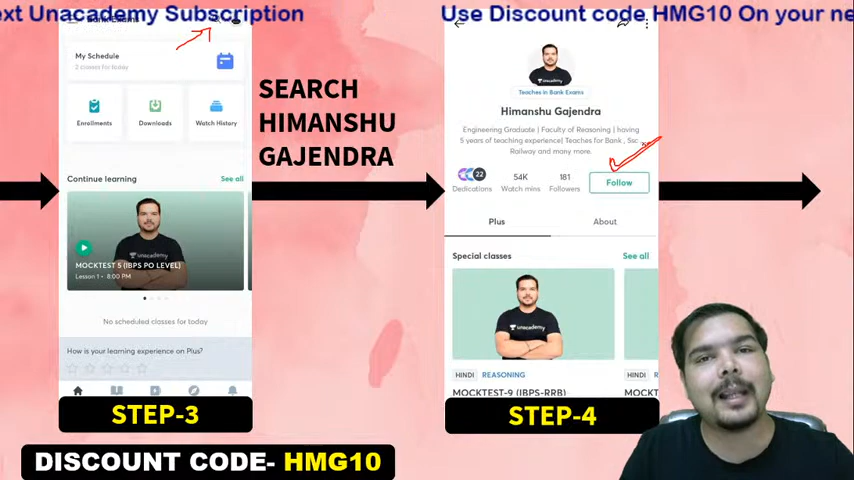 ext Unacademy Subscription
Use Discount code HMG10 On your ne
Bank Exams
My Schedule
2 classes for today
Enrollments
Downloads
Watch History
Continue learning
See all
MOCKTEST 5 (IBPS PO LEVEL)
Lesson 1 • 8:00 PM
No scheduled classes for today
How is your learning experience on Plus?
STEP-3
SEARCH
HIMANSHU
GAJENDRA
unacademy
Teaches in Bank Exams
Himanshu Gajendra
Engineering Graduate | Faculty of Reasoning | having
5 years of teaching experience| Teaches for Bank , Ssc
Railway and many more.
22
54K
181
Dedications
Watch mins
Followers
Follow
Plus
About
Special classes
See all
unacademy
HINDI
REASONING
HINDI
MOCKTEST-9 (IBPS-RRB)
MOCKT
STEP-4
DISCOUNT CODE- HMG10